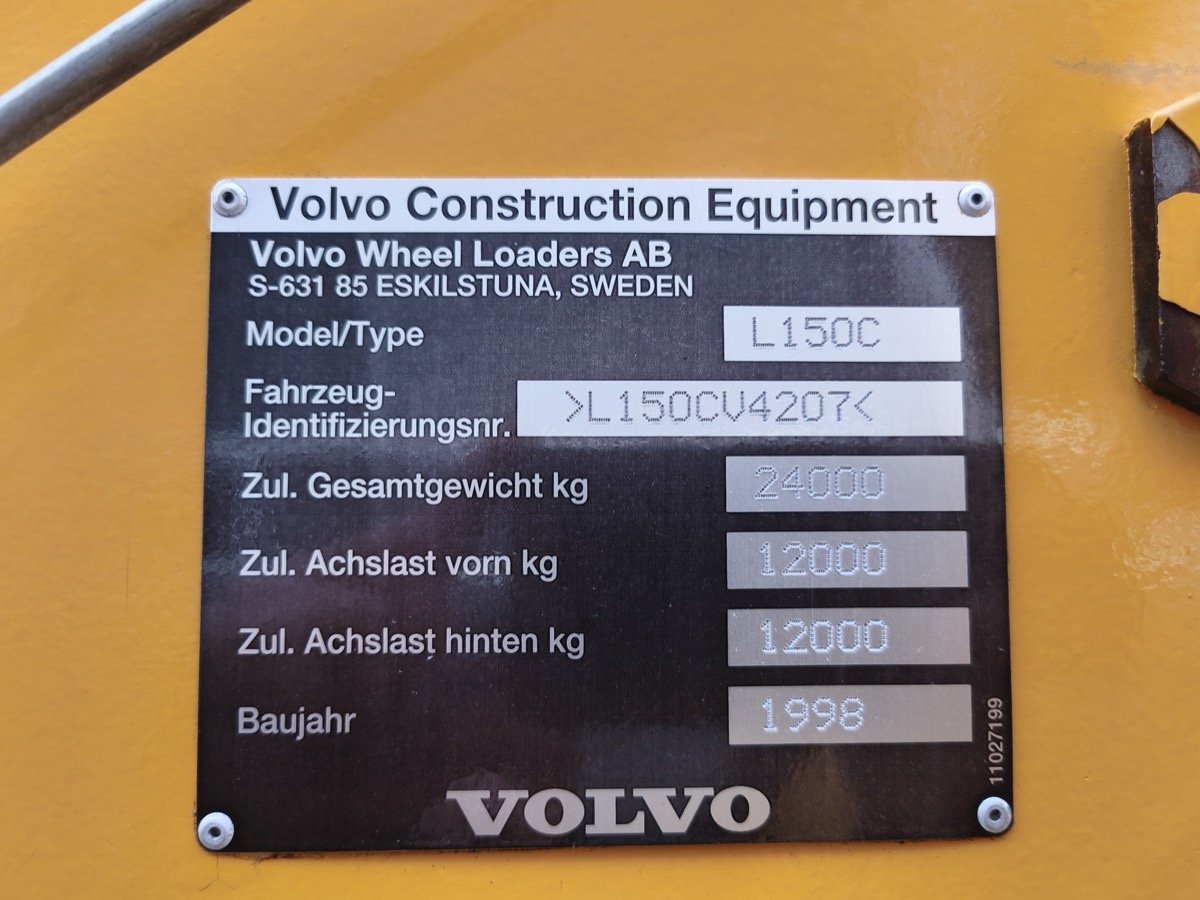 Volvo Construction Equipment
Volvo Wheel Loaders AB
S-631 85 ESKILSTUNA, SWEDEN
Model/Type L150C
Fahrzeug-
Identifizierungsnr. >L150CV4207<
Zul. Gesamtgewicht kg 24000
Zul. Achslast vorn kg 12000
Zul. Achslast hinten kg 12000
Baujahr 1998
11027199
VOLVO